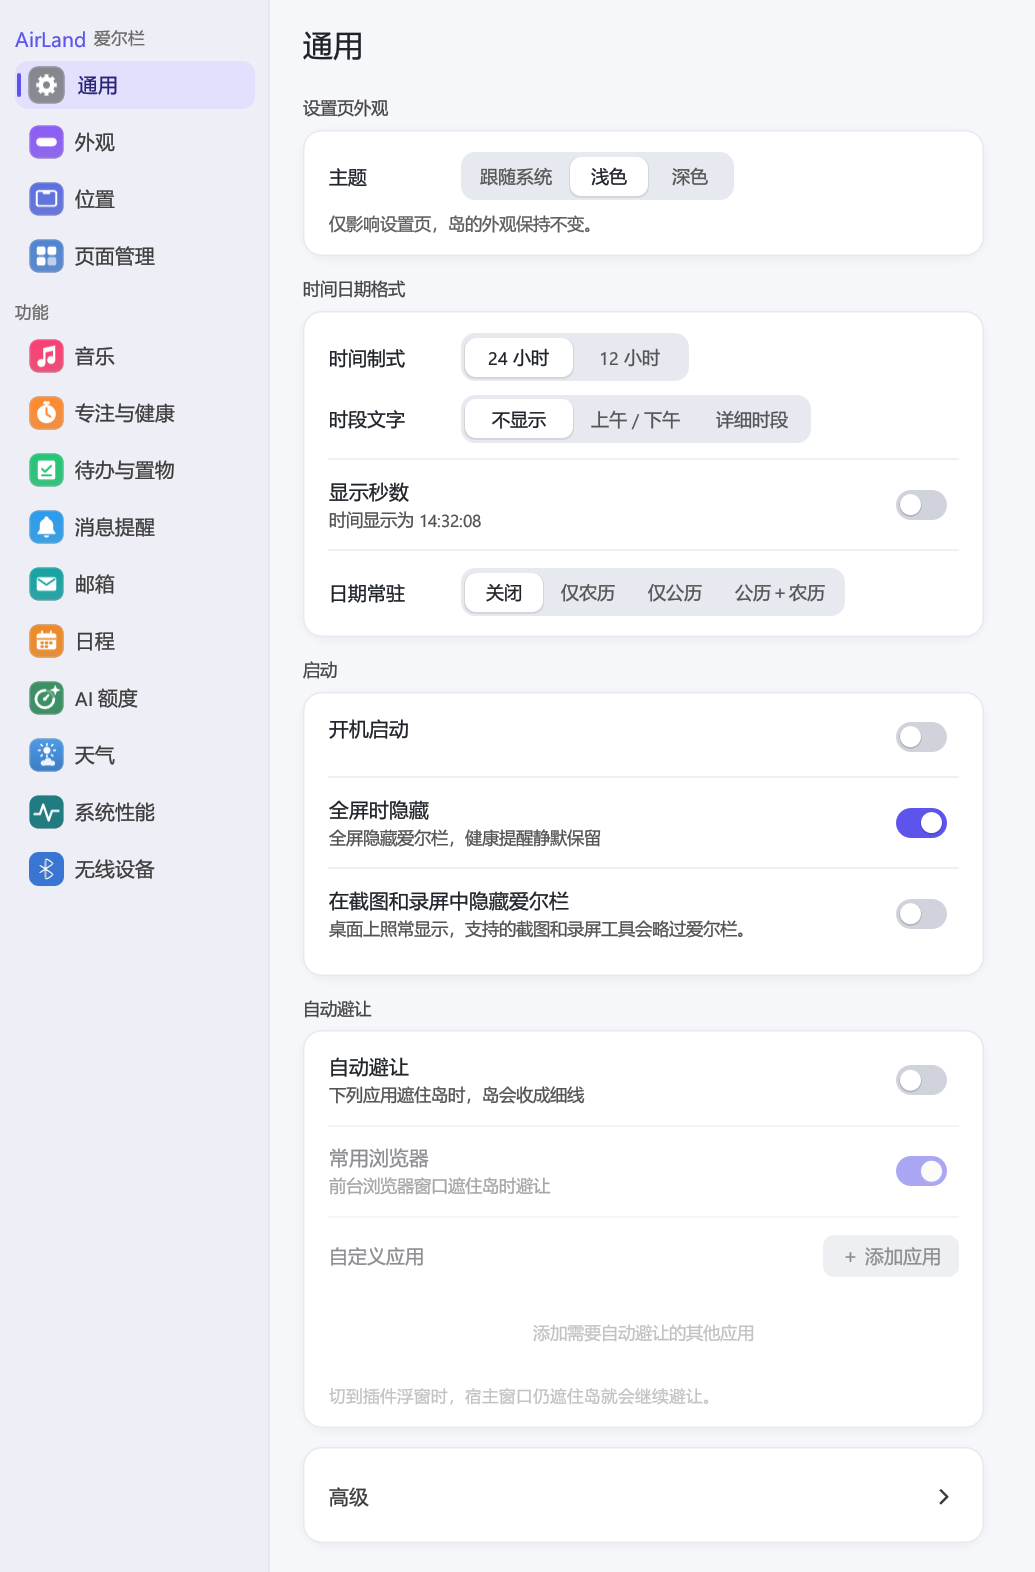 AirLand 爱尔栏
通用
外观
位置
页面管理
功能
音乐
专注与健康
待办与置物
消息提醒
邮箱
日程
AI 额度
天气
系统性能
无线设备
通用
设置页外观
主题 跟随系统 浅色 深色
仅影响设置页，岛的外观保持不变。
时间日期格式
时间制式 24 小时 12 小时
时段文字 不显示 上午 / 下午 详细时段
显示秒数
时间显示为 14:32:08
日期常驻 关闭 仅农历 仅公历 公历 + 农历
启动
开机启动
全屏时隐藏
全屏隐藏爱尔栏，健康提醒静默保留
在截图和录屏中隐藏爱尔栏
桌面上照常显示，支持的截图和录屏工具会略过爱尔栏。
自动避让
自动避让
下列应用遮住岛时，岛会收成细线
常用浏览器
前台浏览器窗口遮住岛时避让
自定义应用 + 添加应用
添加需要自动避让的其他应用
切到插件浮窗时，宿主窗口仍遮住岛就会继续避让。
高级